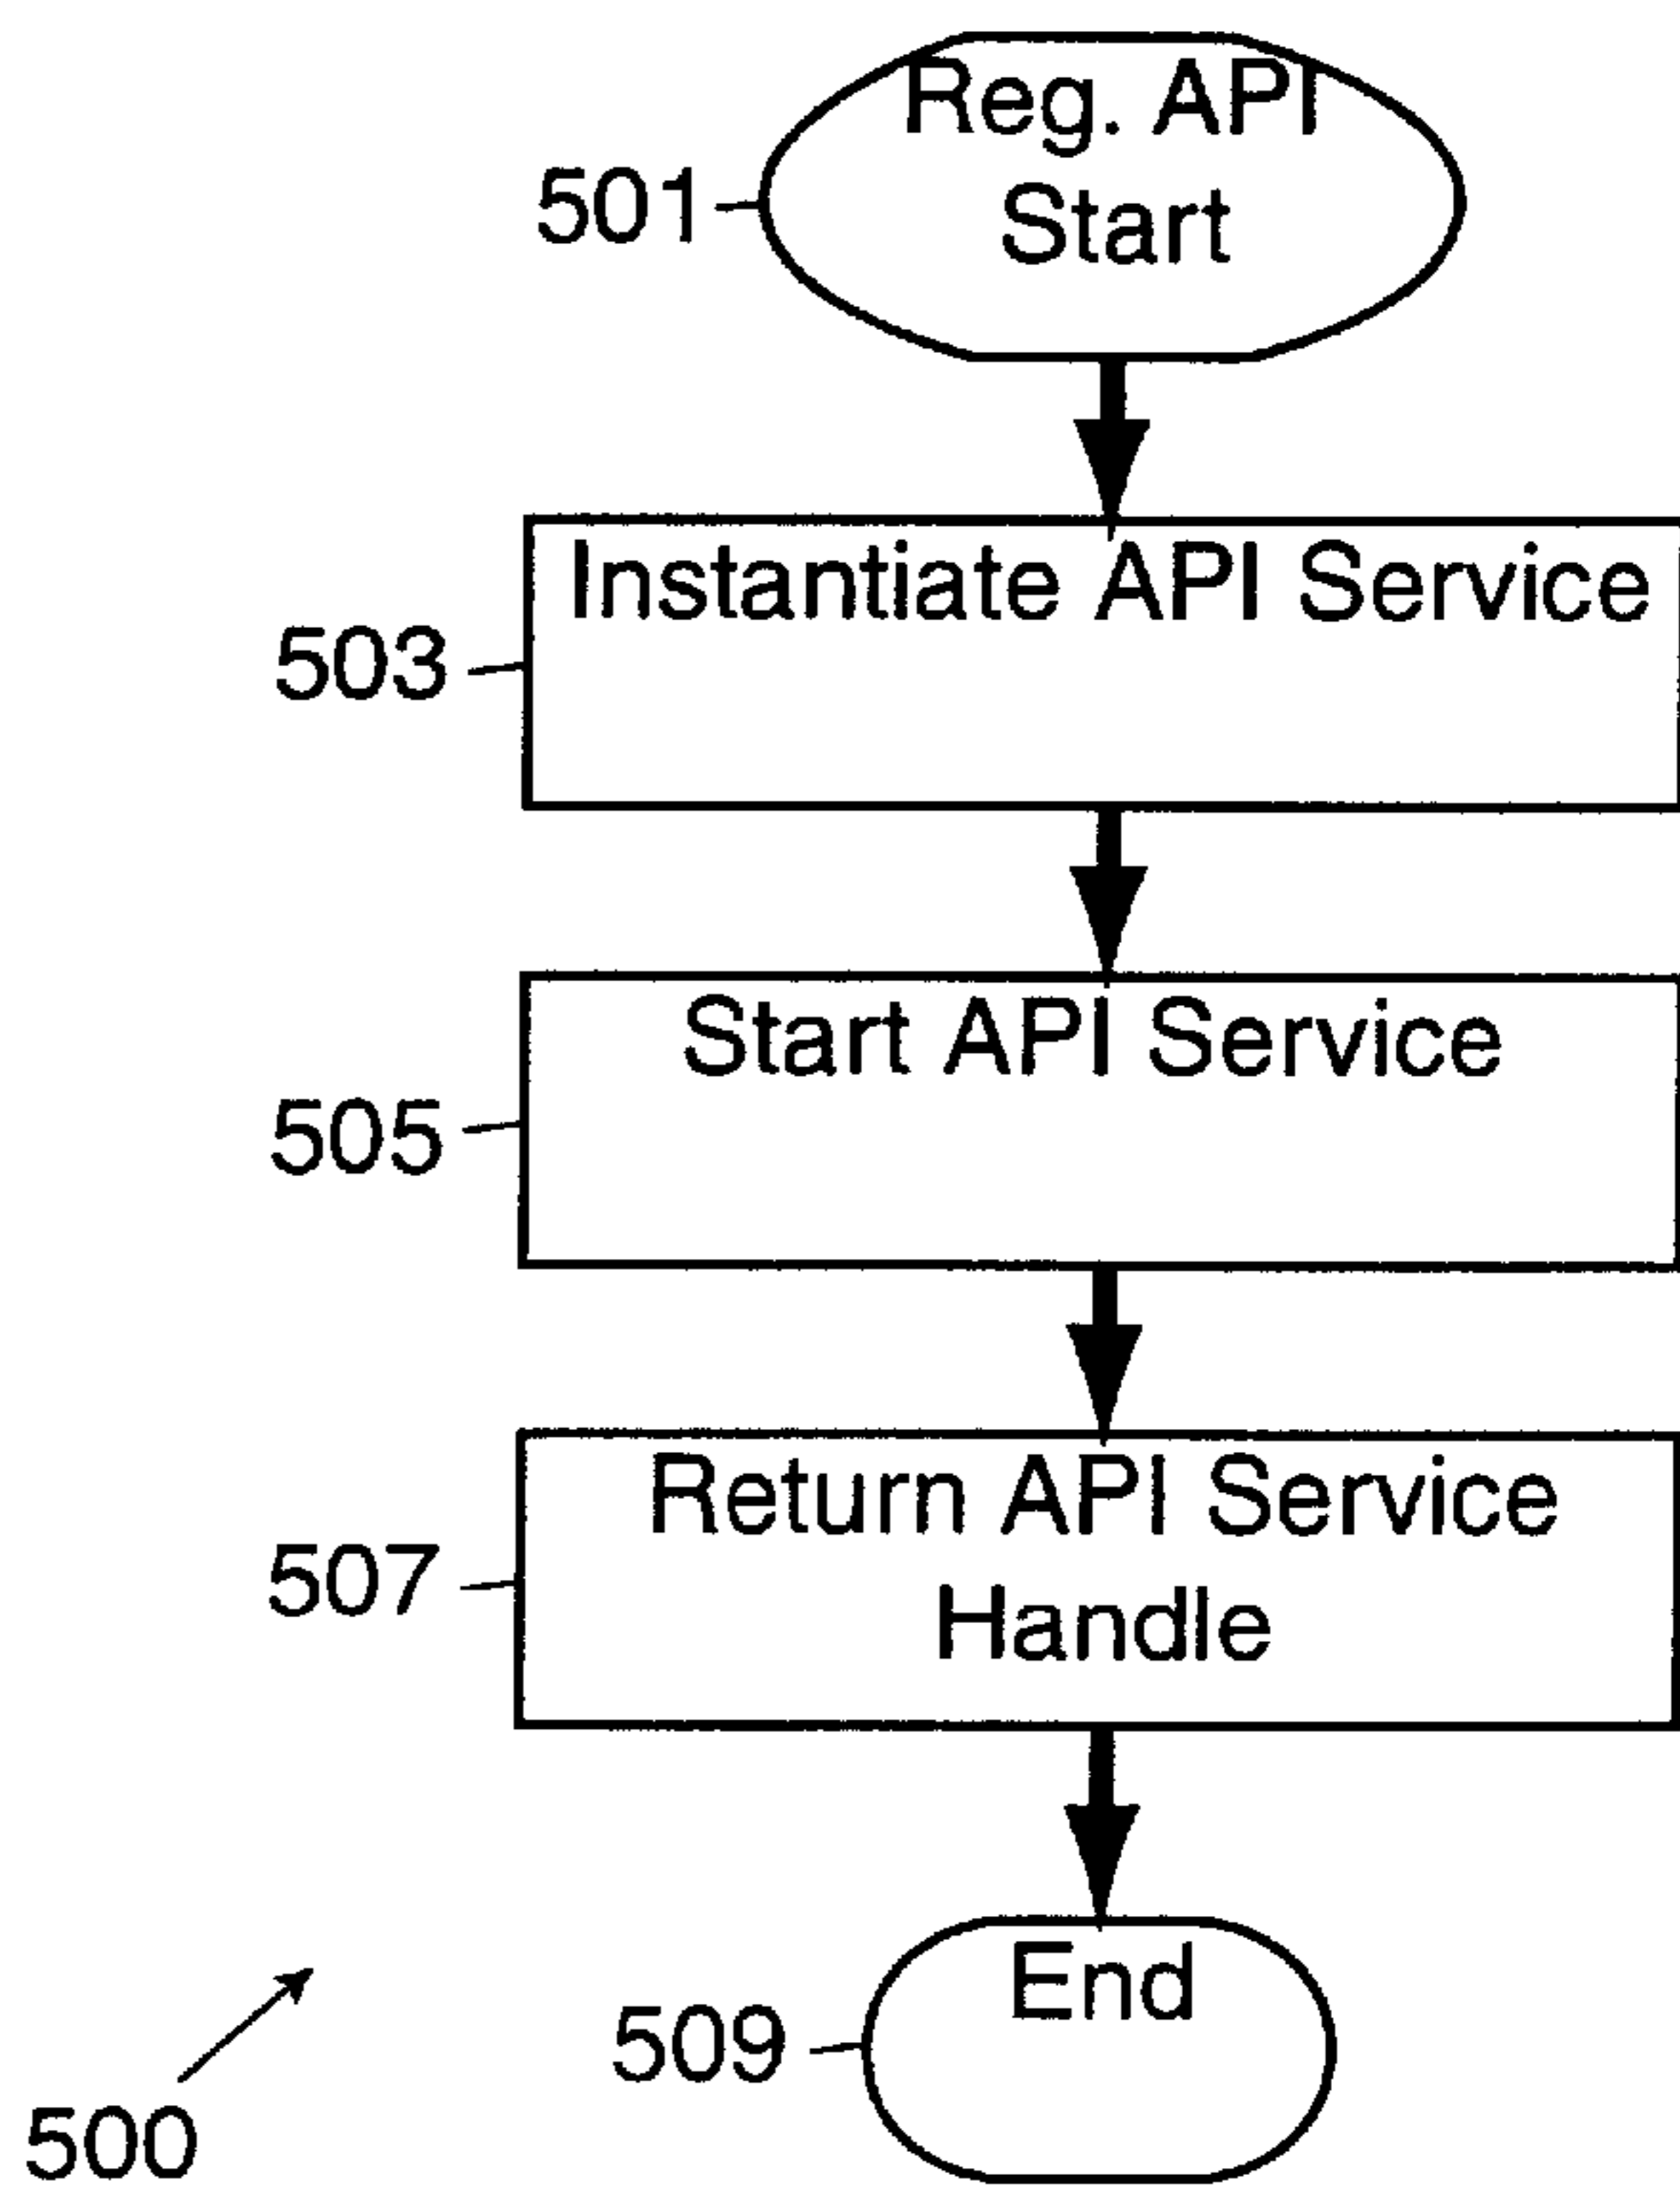 Reg. API
Start
501
Instantiate API Service
503
Start API Service
505
Return API Service
Handle
507
End
509
500